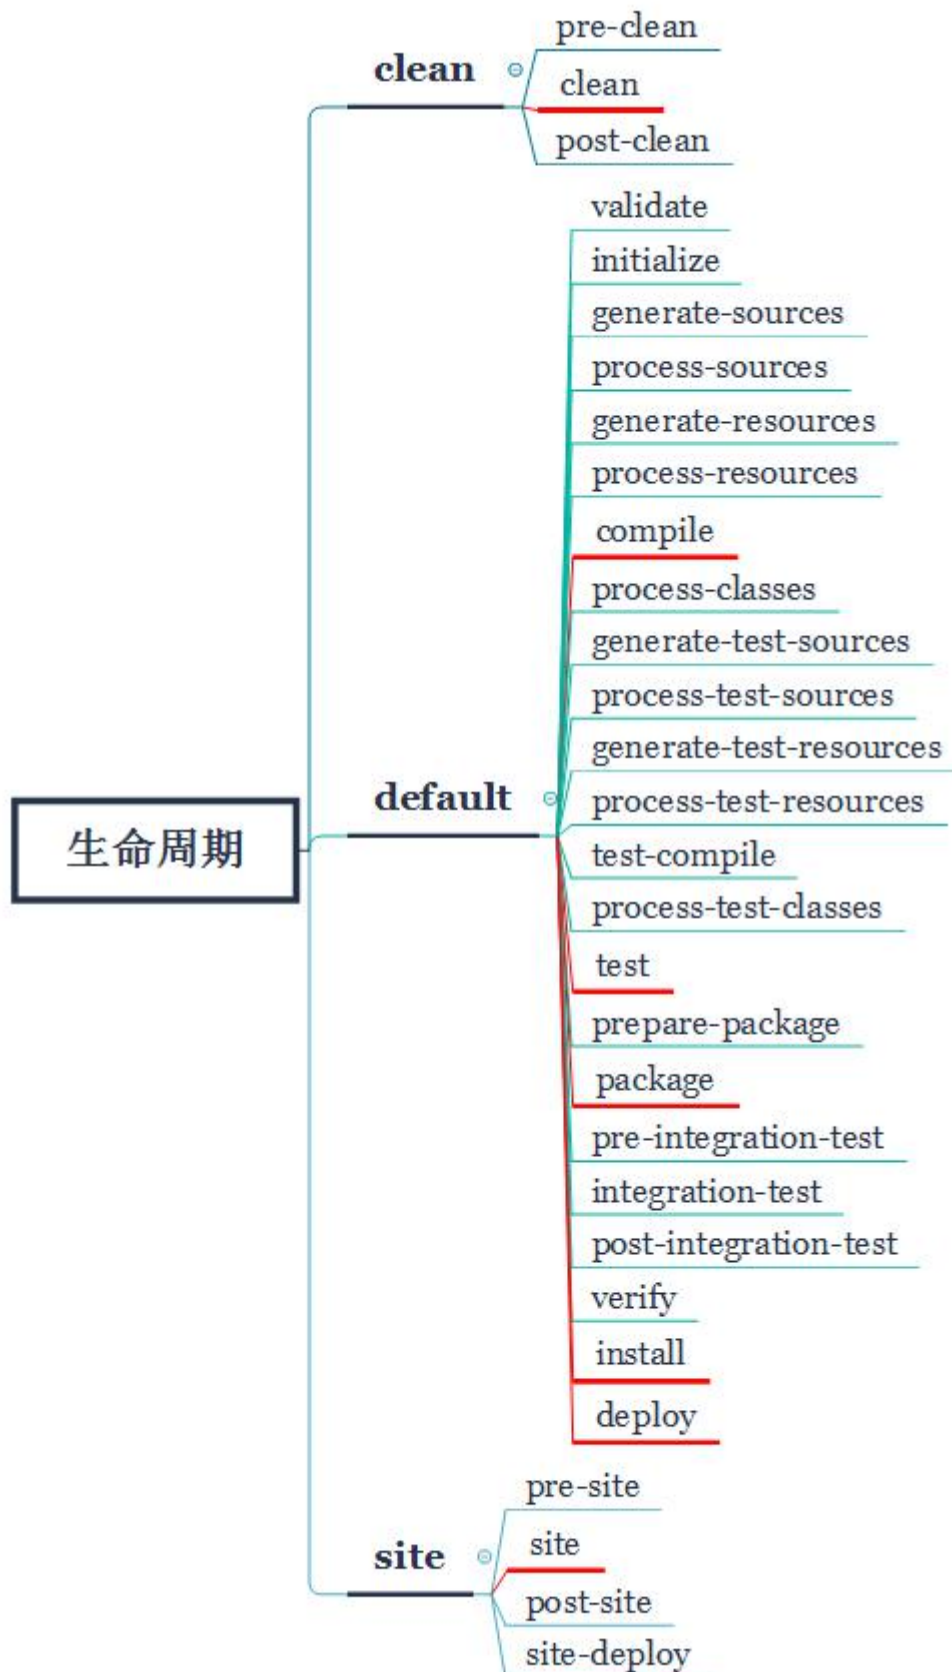 生命周期
clean
pre-clean
clean
post-clean
default
validate
initialize
generate-sources
process-sources
generate-resources
process-resources
compile
process-classes
generate-test-sources
process-test-sources
generate-test-resources
process-test-resources
test-compile
process-test-classes
test
prepare-package
package
pre-integration-test
integration-test
post-integration-test
verify
install
deploy
site
pre-site
site
post-site
site-deploy